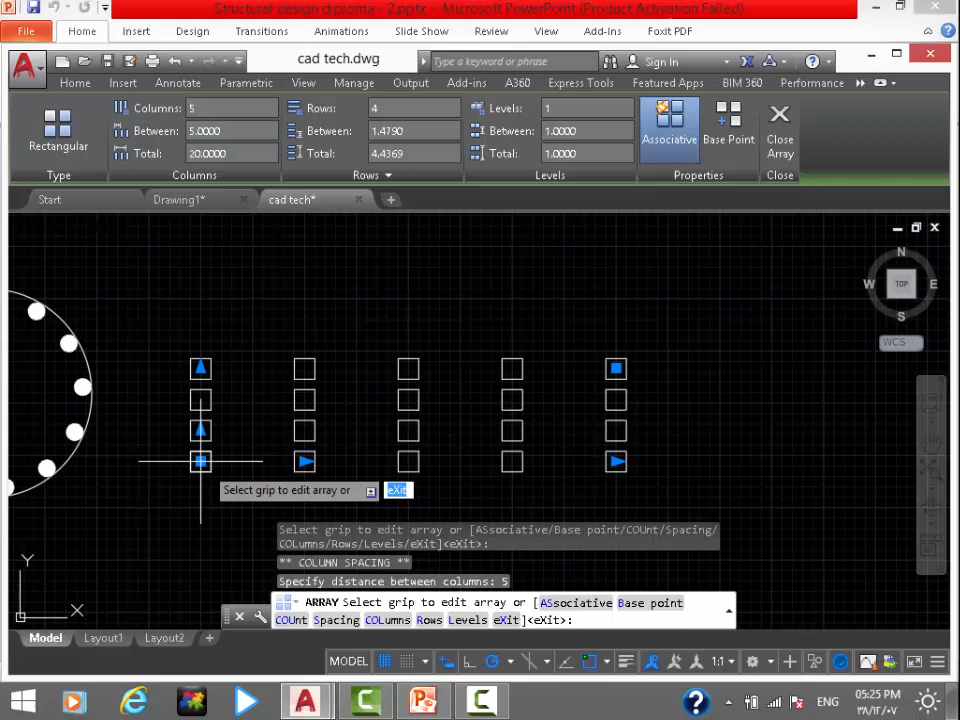 Structural design diploma - 2.pptx - Microsoft PowerPoint (Product Activation Failed)
File Home Insert Design Transitions Animations Slide Show Review View Add-Ins Foxit PDF
cad tech.dwg Type a keyword or phrase Sign In
Home Insert Annotate Parametric View Manage Output Add-ins A360 Express Tools Featured Apps BIM 360 Performance
Columns: 5 Rows: 4 Levels: 1
Between: 5.0000 Between: 1.4790 Between: 1.0000
Rectangular Associative Base Point Close Array
Total: 20.0000 Total: 4.4369 Total: 1.0000
Type Columns Rows Levels Properties Close
Start Drawing1* cad tech*
N
W TOP E
S
WCS
Select grip to edit array or eXit
Select grip to edit array or [ASsociative/Base point/COUnt/Spacing/
COLumns/Rows/Levels/eXit]<eXit>:
** COLUMN SPACING **
Specify distance between columns: 5
Y
X
ARRAY Select grip to edit array or [ASsociative Base point
COUnt Spacing COLumns Rows Levels eXit]<eXit>:
Model Layout1 Layout2
MODEL 1:1
ENG 05:25 PM
٣٨/١٢/٠٧